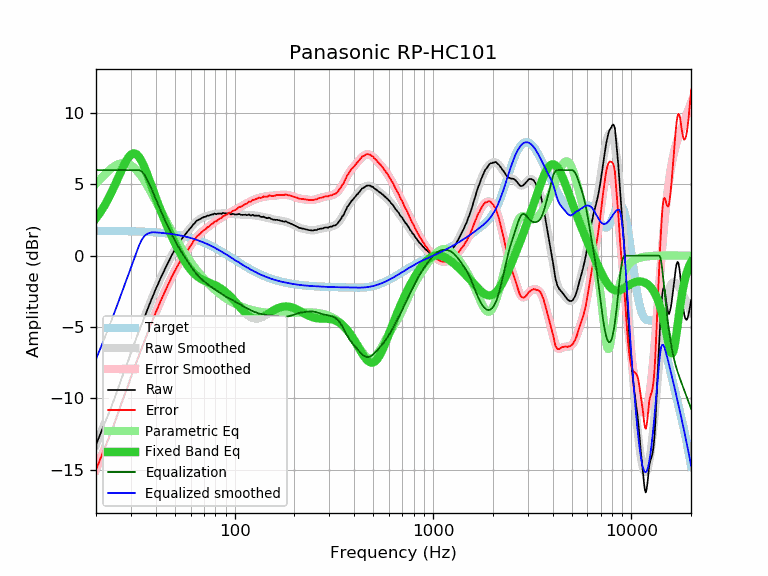 Panasonic RP-HC101
Amplitude (dBr)
10
5
0
−5
−10
−15
Target
Raw Smoothed
Error Smoothed
Raw
Error
Parametric Eq
Fixed Band Eq
Equalization
Equalized smoothed
100
1000
10000
Frequency (Hz)